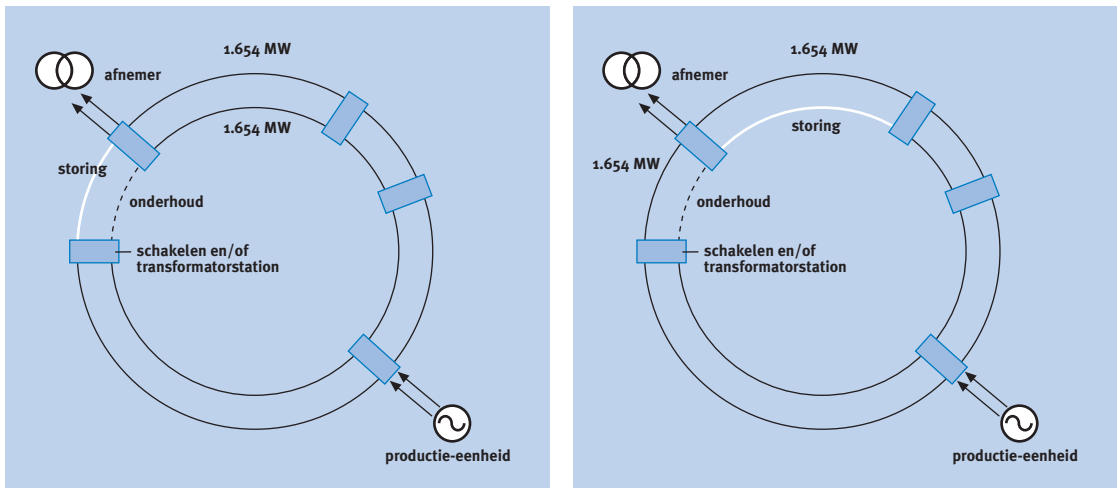 1.654 MW
afnemer
1.654 MW
storing
onderhoud
schakelen en/of
transformatorstation
productie-eenheid
1.654 MW
afnemer
storing
1.654 MW
onderhoud
schakelen en/of
transformatorstation
productie-eenheid